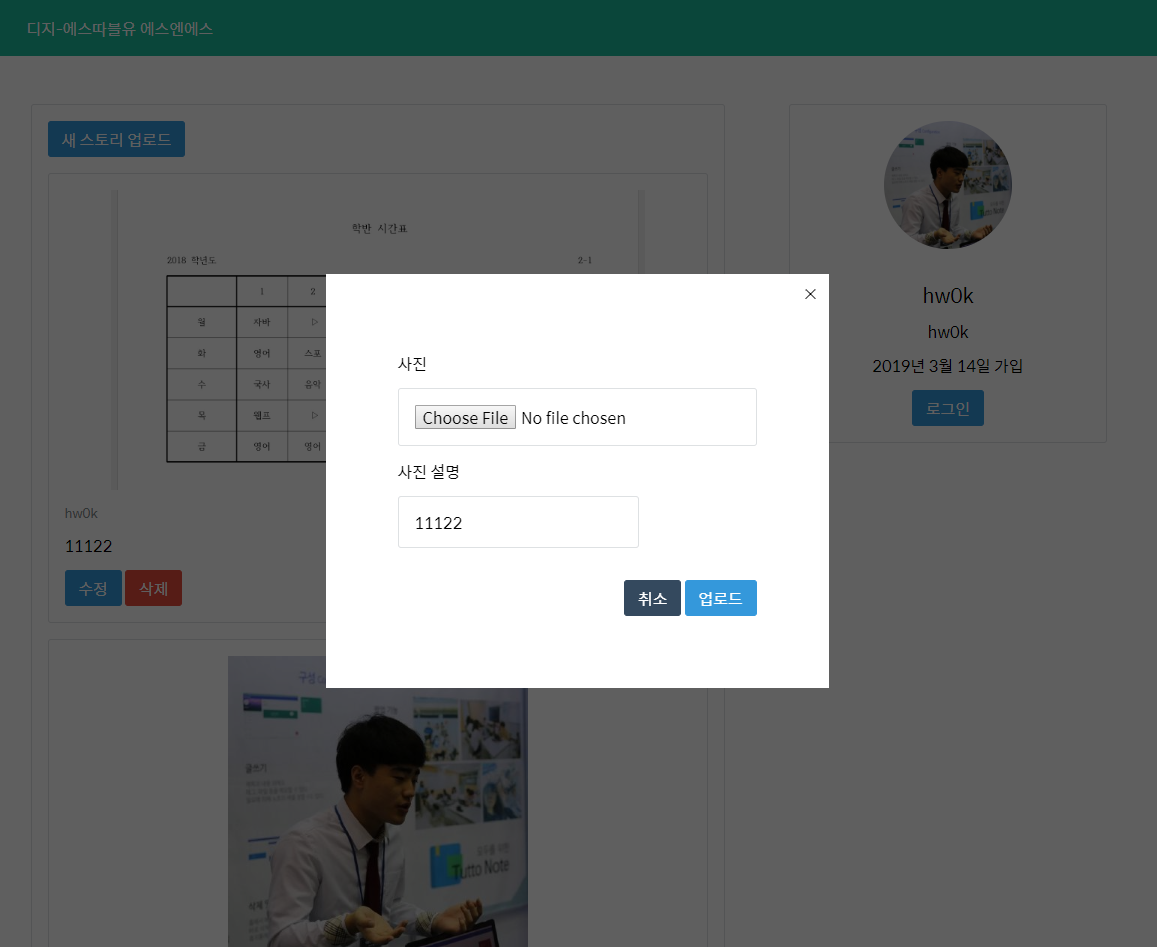 디지-에스따블유 에스엔에스
새 스토리 업로드
학반 시간표
2018 학년도
2-1
1 2
월 자바 ▷
화 영어 스포
수 국사 음악
목 웹프 ▷
금 영어 영어
hw0k
11122
수정 삭제
사진
Choose File No file chosen
사진 설명
11122
취소 업로드
hw0k
hw0k
2019년 3월 14일 가입
로그인
구성
글쓰기
Tutto Note